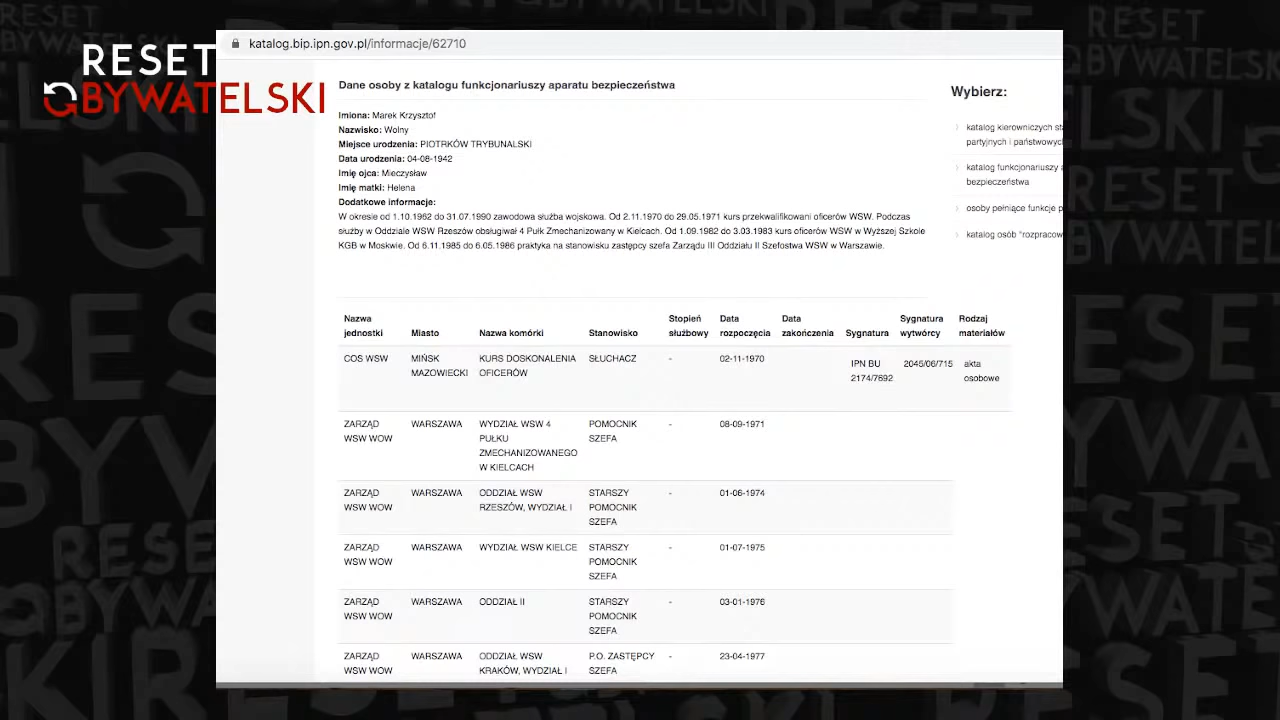 RESET
OBYWATELSKI
katalog.bip.ipn.gov.pl/informacje/62710
Dane osoby z katalogu funkcjonariuszy aparatu bezpieczeństwa
Imiona: Marek Krzysztof
Nazwisko: Wolny
Miejsce urodzenia: PIOTRKÓW TRYBUNALSKI
Data urodzenia: 04-08-1942
Imię ojca: Mieczysław
Imię matki: Helena
Dodatkowe informacje:
W okresie od 1.10.1962 do 31.07.1990 zawodowa służba wojskowa. Od 2.11.1970 do 29.05.1971 kurs przekwalifikowani oficerów WSW. Podczas
służby w Oddziale WSW Rzeszów obsługiwał 4 Pułk Zmechanizowany w Kielcach. Od 1.09.1982 do 3.03.1983 kurs oficerów WSW w Wyższej Szkole
KGB w Moskwie. Od 6.11.1985 do 6.05.1986 praktyka na stanowisku zastępcy szefa Zarządu III Oddziału II Szefostwa WSW w Warszawie.
Wybierz:
katalog kierowniczych st
partyjnych i państwowych
katalog funkcjonariuszy a
bezpieczeństwa
osoby pełniące funkcje p
katalog osób "rozpracow
Nazwa jednostki Miasto Nazwa komórki Stanowisko Stopień służbowy Data rozpoczęcia Data zakończenia Sygnatura Sygnatura wytwórcy Rodzaj materiałów
COS WSW MIŃSK MAZOWIECKI KURS DOSKONALENIA OFICERÓW SŁUCHACZ - 02-11-1970 IPN BU 2174/7692 2045/06/715 akta osobowe
ZARZĄD WSW WOW WARSZAWA WYDZIAŁ WSW 4 PUŁKU ZMECHANIZOWANEGO W KIELCACH POMOCNIK SZEFA - 08-09-1971
ZARZĄD WSW WOW WARSZAWA ODDZIAŁ WSW RZESZÓW, WYDZIAŁ I STARSZY POMOCNIK SZEFA - 01-06-1974
ZARZĄD WSW WOW WARSZAWA WYDZIAŁ WSW KIELCE STARSZY POMOCNIK SZEFA - 01-07-1975
ZARZĄD WSW WOW WARSZAWA ODDZIAŁ II STARSZY POMOCNIK SZEFA - 03-01-1976
ZARZĄD WSW WOW WARSZAWA ODDZIAŁ WSW KRAKÓW, WYDZIAŁ I P.O. ZASTĘPCY SZEFA - 23-04-1977